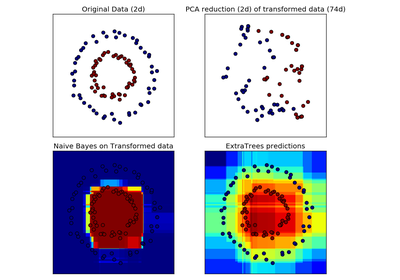 Original Data (2d)
PCA reduction (2d) of transformed data (74d)
Naive Bayes on Transformed data
ExtraTrees predictions